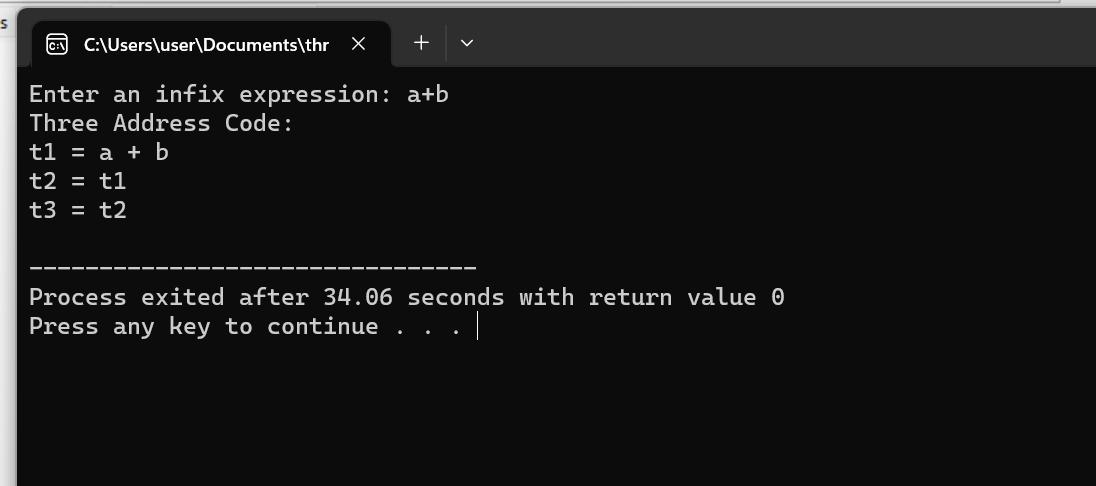 s
C:\Users\user\Documents\thr
Enter an infix expression: a+b
Three Address Code:
t1 = a + b
t2 = t1
t3 = t2
--------------------------------
Process exited after 34.06 seconds with return value 0
Press any key to continue . . .